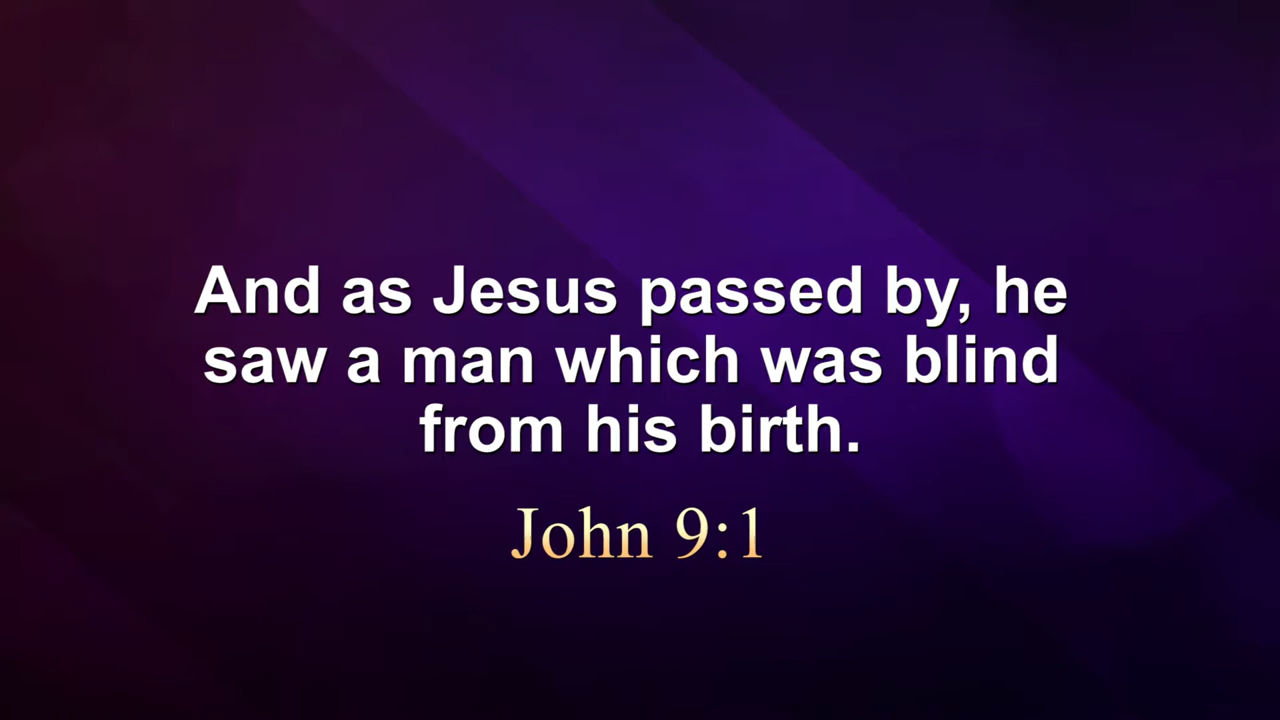 And as Jesus passed by, he
saw a man which was blind
from his birth.
John 9:1